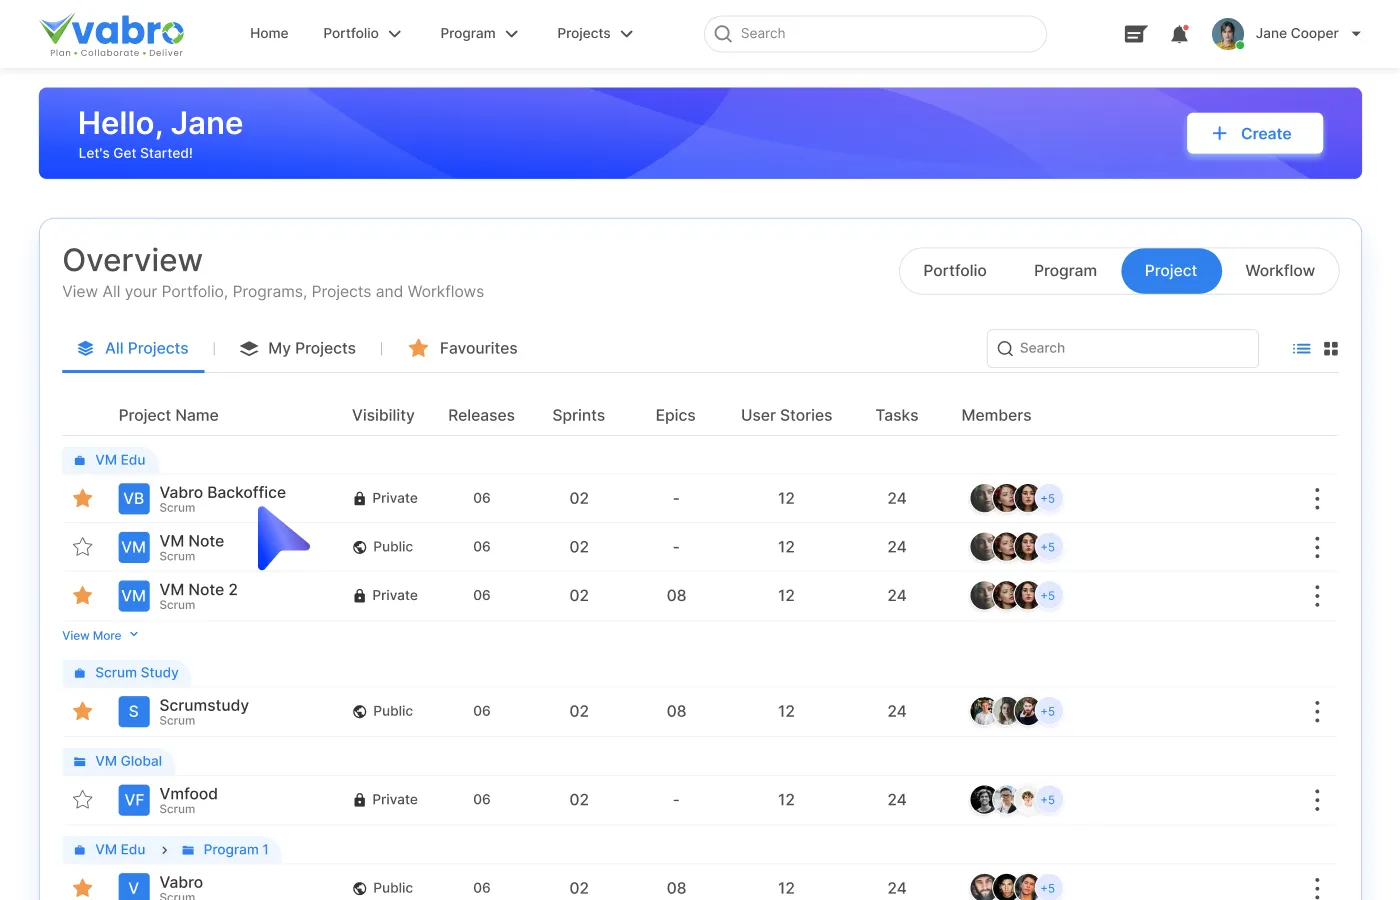 vabro
Plan • Collaborate • Deliver
Home
Portfolio
Program
Projects
Search
Jane Cooper
Hello, Jane
Let's Get Started!
+ Create
Overview
View All your Portfolio, Programs, Projects and Workflows
Portfolio
Program
Project
Workflow
All Projects | My Projects | Favourites
Search
Project Name Visibility Releases Sprints Epics User Stories Tasks Members
VM Edu
VB Vabro Backoffice Private 06 02 - 12 24 +5
Scrum
VM VM Note Public 06 02 - 12 24 +5
Scrum
VM VM Note 2 Private 06 02 08 12 24 +5
Scrum
View More
Scrum Study
S Scrumstudy Public 06 02 08 12 24 +5
Scrum
VM Global
VF Vmfood Private 06 02 - 12 24 +5
Scrum
VM Edu > Program 1
V Vabro Public 06 02 08 12 24 +5
Scrum